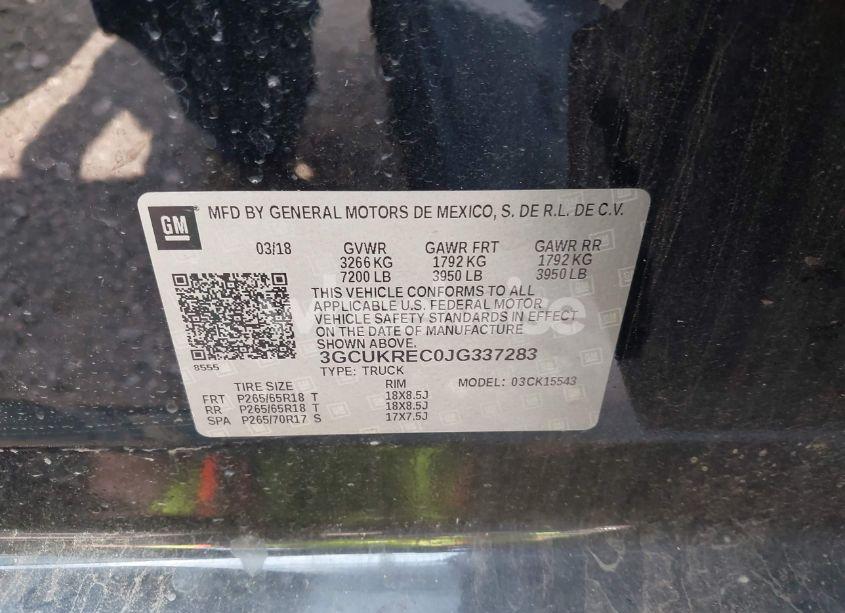 GM MFD BY GENERAL MOTORS DE MEXICO, S. DE R.L. DE C.V.
03/18 GVWR GAWR FRT GAWR RR
3266 KG 1792 KG 1792 KG
7200 LB 3950 LB 3950 LB
THIS VEHICLE CONFORMS TO ALL
APPLICABLE U.S. FEDERAL MOTOR
VEHICLE SAFETY STANDARDS IN EFFECT
ON THE DATE OF MANUFACTURE
SHOWN ABOVE.
8555 3GCUKREC0JG337283
TYPE: TRUCK
TIRE SIZE RIM MODEL: 03CK15543
FRT P265/65R18 T 18X8.5J
RR P265/65R18 T 18X8.5J
SPA P265/70R17 S 17X7.5J